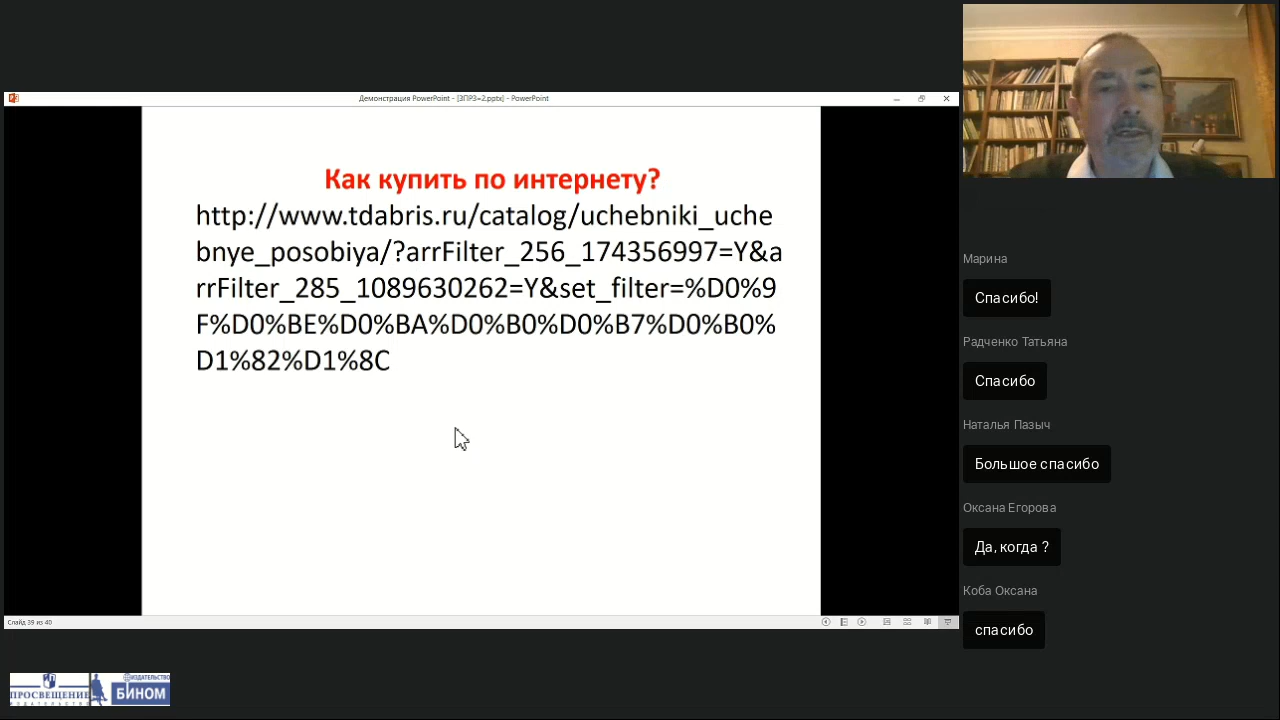 Демонстрация PowerPoint - [ЗПРЗ=2.pptx] - PowerPoint
Как купить по интернету?
http://www.tdabris.ru/catalog/uchebniki_uche
bnye_posobiya/?arrFilter_256_174356997=Y&a
rrFilter_285_1089630262=Y&set_filter=%D0%9
F%D0%BE%D0%BA%D0%B0%D0%B7%D0%B0%
D1%82%D1%8C
Слайд 39 из 40
Марина
Спасибо!
Радченко Татьяна
Спасибо
Наталья Пазыч
Большое спасибо
Оксана Егорова
Да, когда ?
Коба Оксана
спасибо
ПРОСВЕЩЕНИЕ
ИЗДАТЕЛЬСТВО
ИЗДАТЕЛЬСТВО
БИНОМ